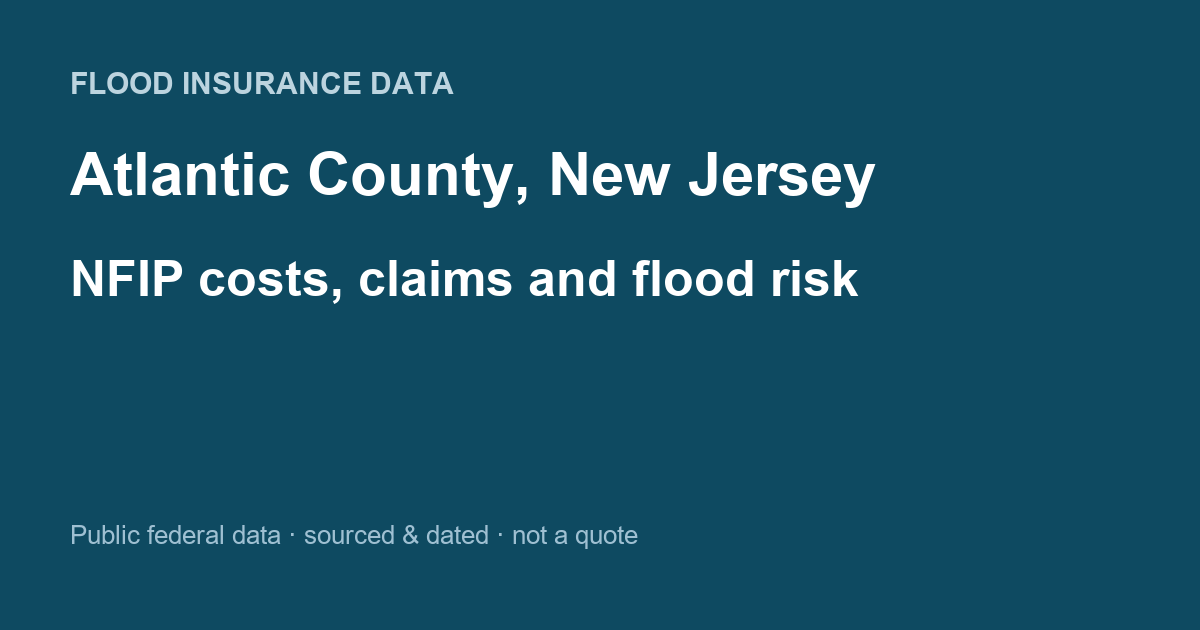 FLOOD INSURANCE DATA
Atlantic County, New Jersey
NFIP costs, claims and flood risk
Public federal data · sourced & dated · not a quote